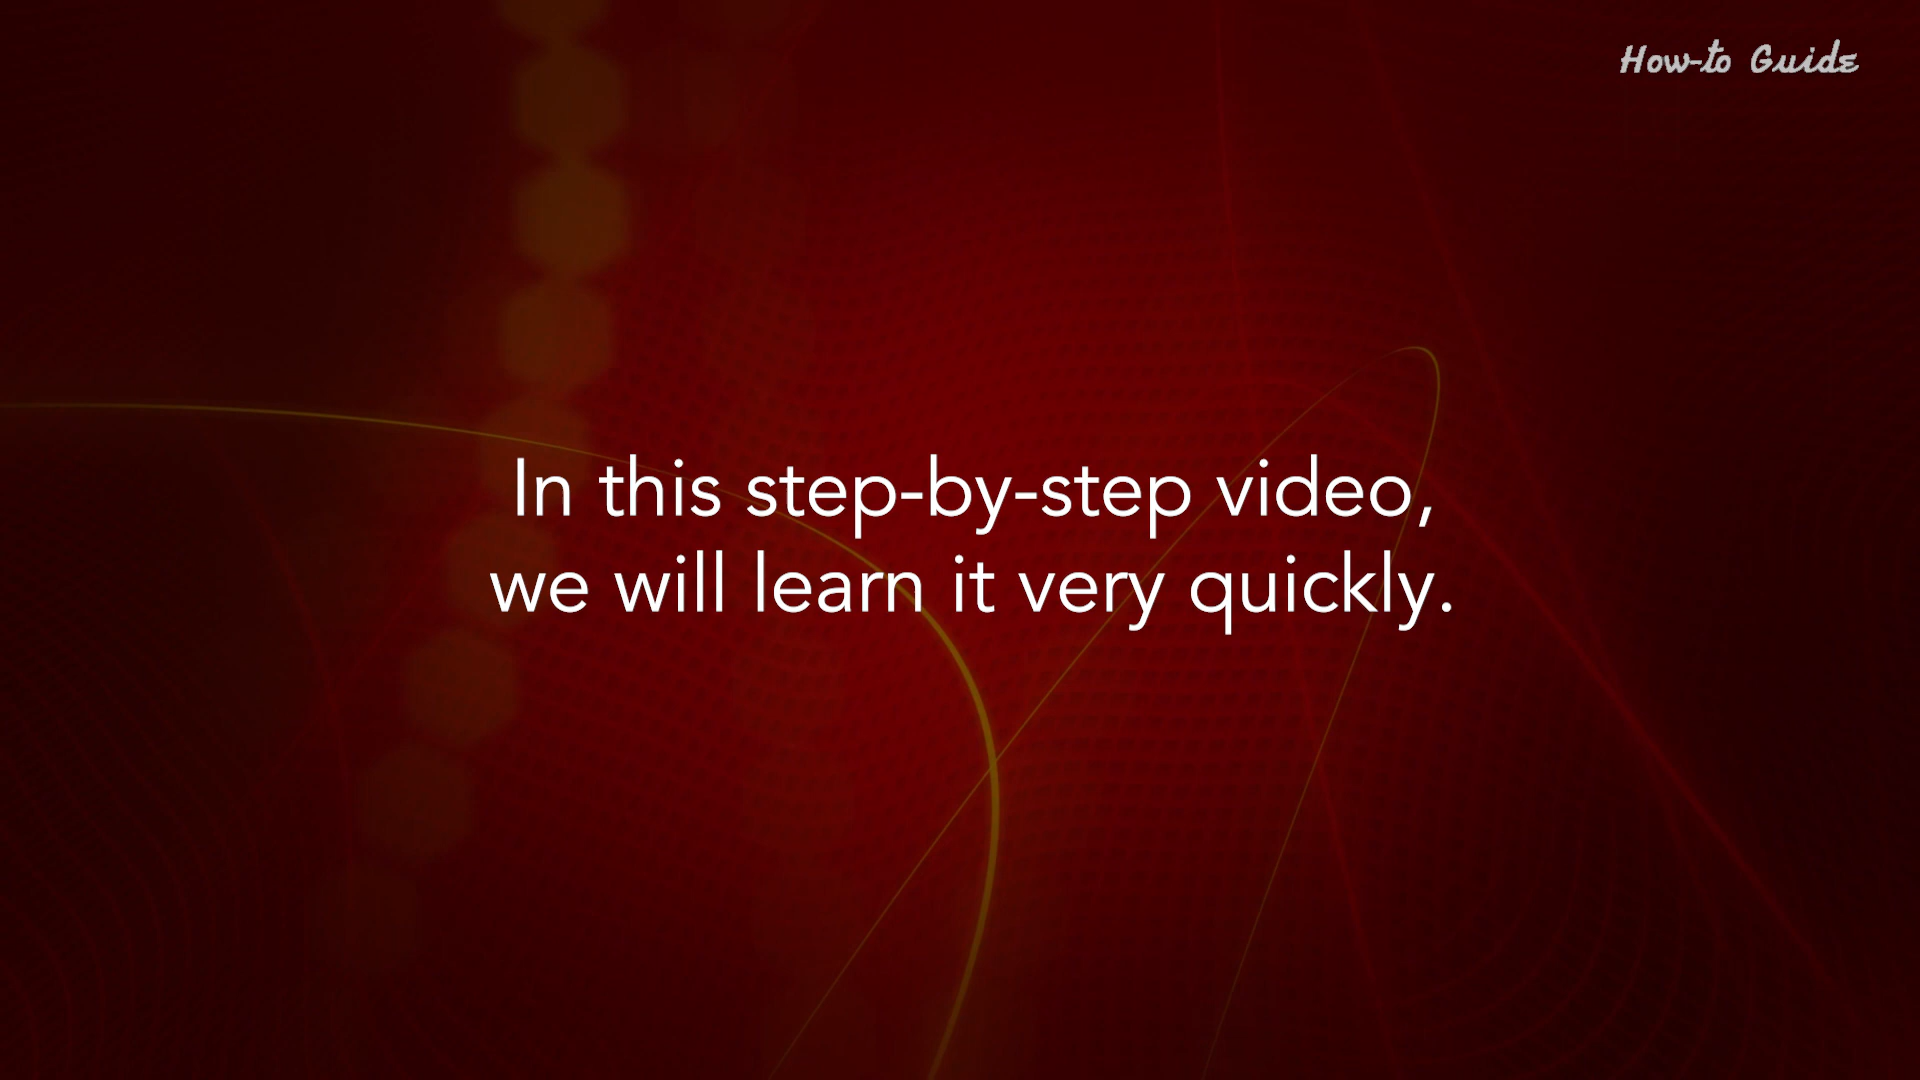 How-to Guide
In this step-by-step video,
we will learn it very quickly.